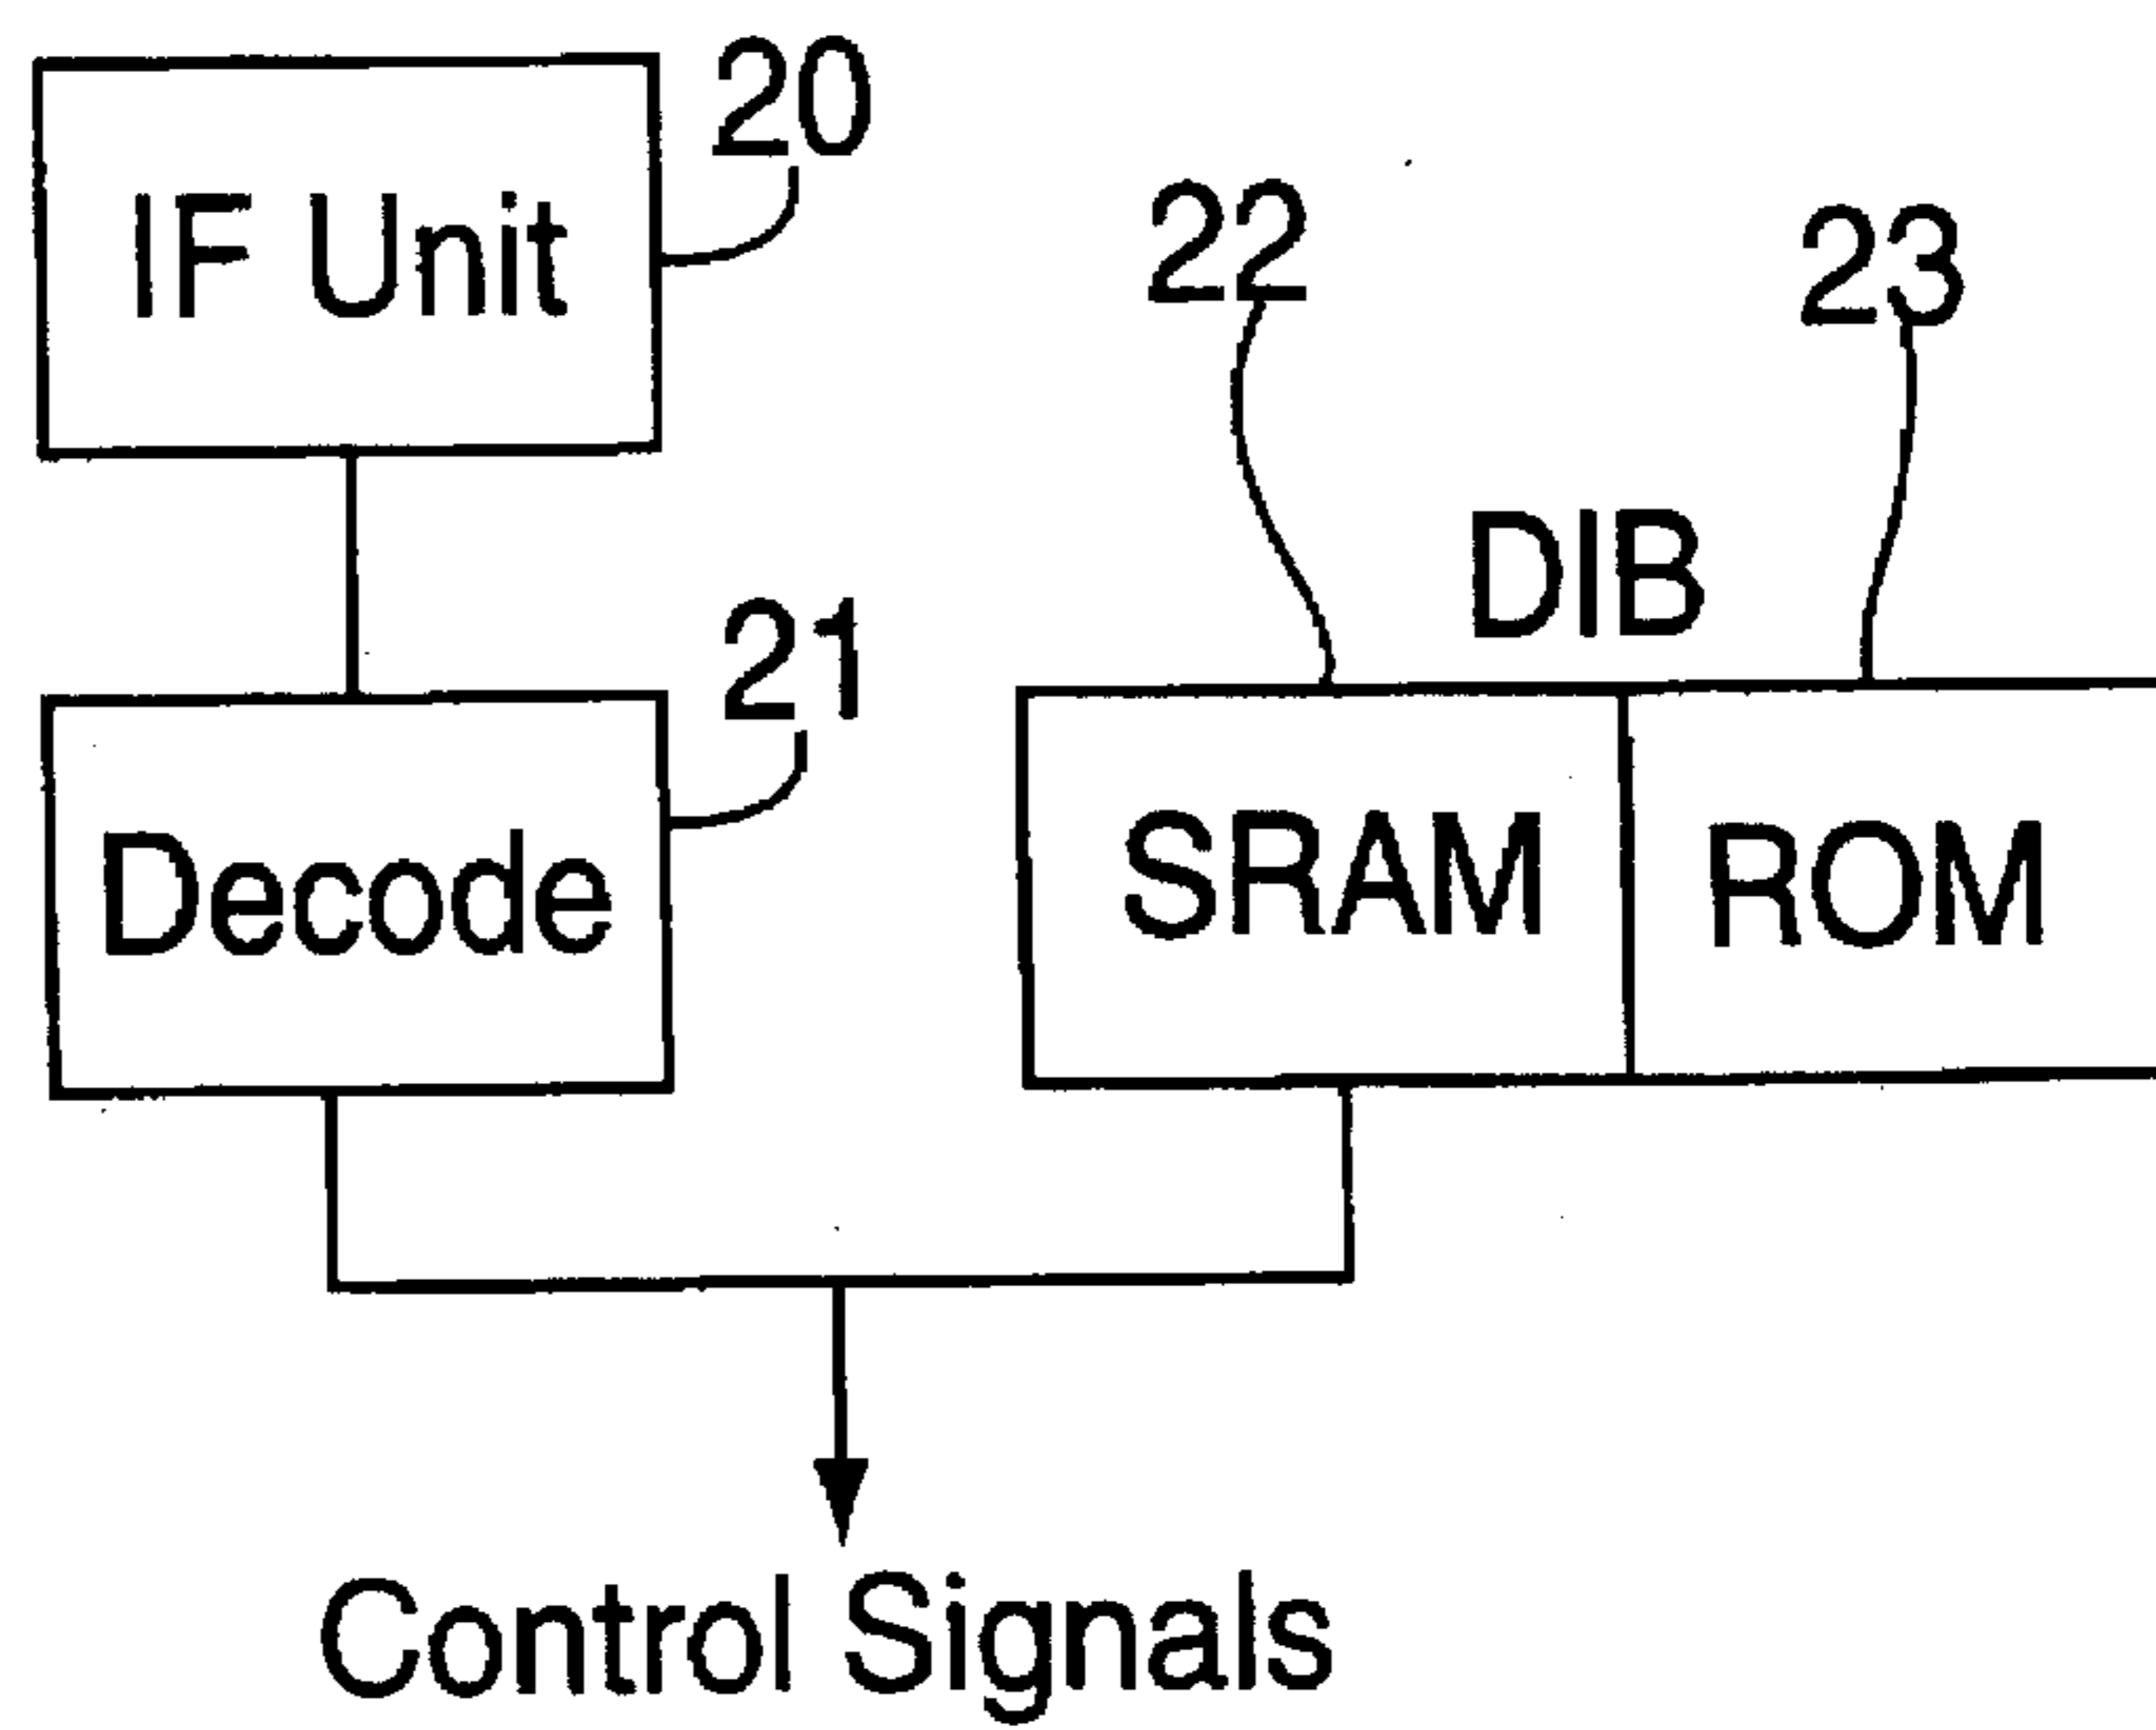 20
IF Unit
22
23
DIB
21
Decode
SRAM
ROM
Control Signals